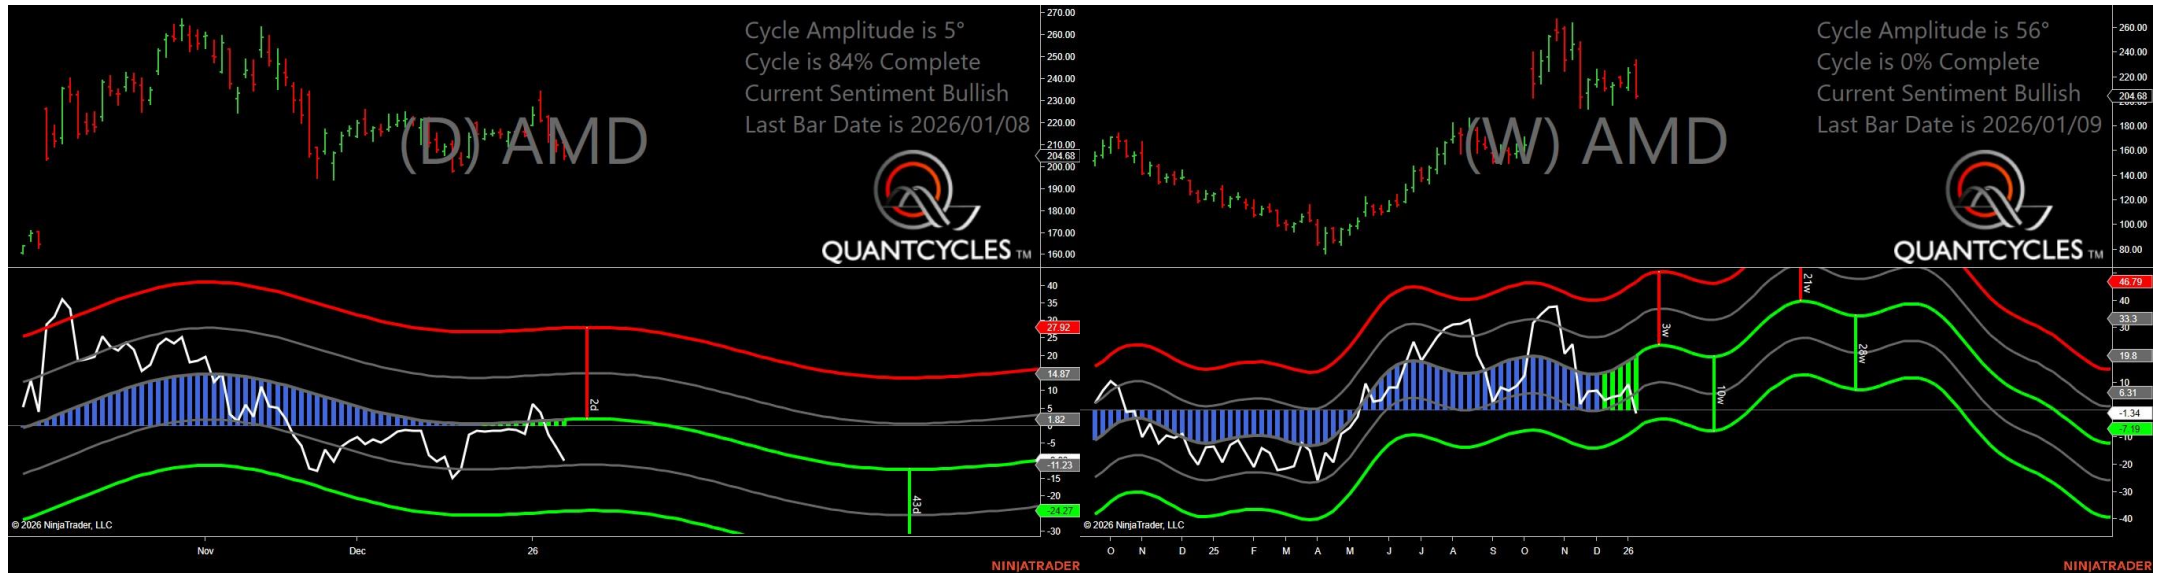 Cycle Amplitude is 5°
Cycle is 84% Complete
Current Sentiment Bullish
Last Bar Date is 2026/01/08
(D) AMD
QUANTCYCLES TM
270.00
260.00
250.00
240.00
230.00
220.00
210.00
204.68
200.00
190.00
180.00
170.00
160.00
40
35
30
27.92
25
20
14.87
10
5
1.82
-5
-11.23
-15
-20
-24.27
-30
2d
43d
© 2026 NinjaTrader, LLC
Nov Dec 26
NINJATRADER
Cycle Amplitude is 56°
Cycle is 0% Complete
Current Sentiment Bullish
Last Bar Date is 2026/01/09
(W) AMD
QUANTCYCLES TM
260.00
240.00
220.00
204.68
180.00
160.00
140.00
120.00
100.00
80.00
46.79
40
33.3
30
19.8
10
6.31
-1.34
-7.19
-10
-20
-30
-40
3w
10w
21w
28w
© 2026 NinjaTrader, LLC
O N D 25 F M A M J J A S O N D 26
NINJATRADER